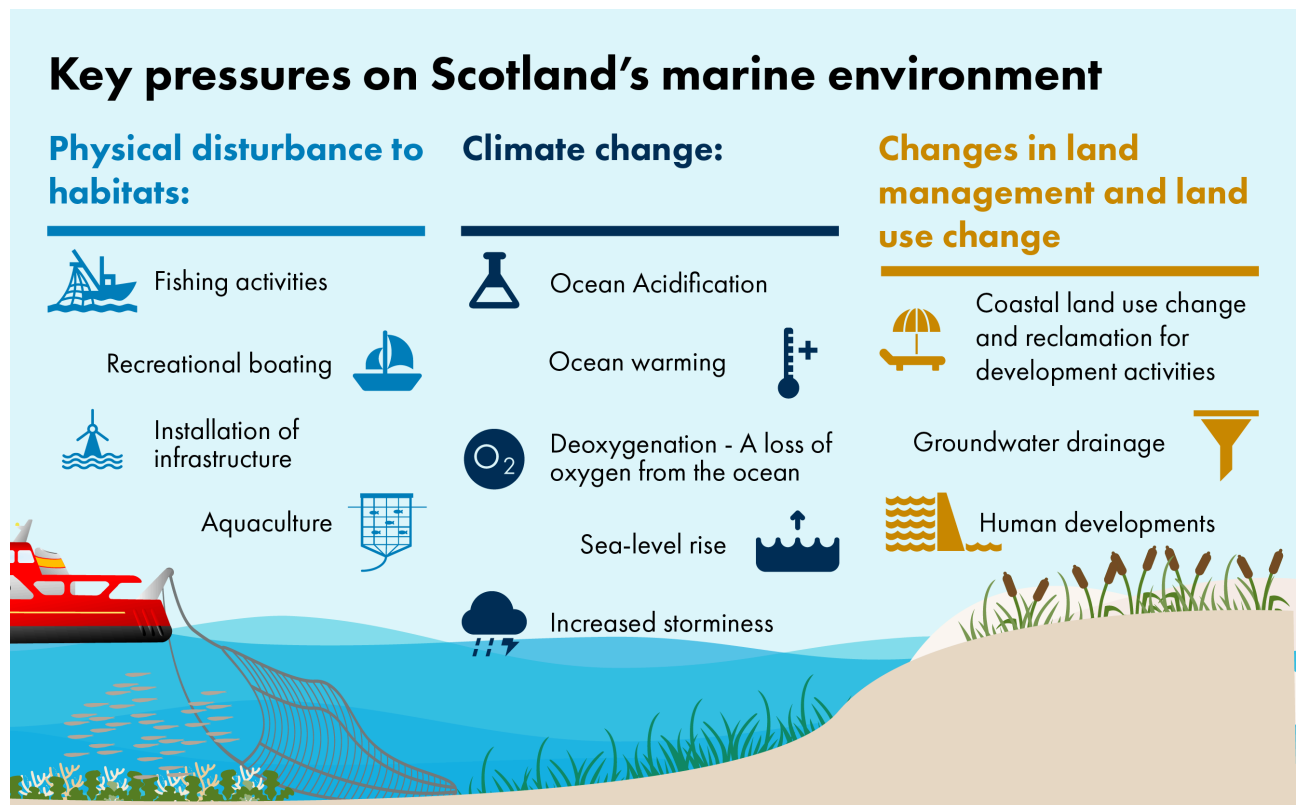 Key pressures on Scotland's marine environment
Physical disturbance to
habitats:
Fishing activities
Recreational boating
Installation of
infrastructure
Aquaculture
Climate change:
Ocean Acidification
Ocean warming
O2
Deoxygenation - A loss of
oxygen from the ocean
Sea-level rise
Increased storminess
Changes in land
management and land
use change
Coastal land use change
and reclamation for
development activities
Groundwater drainage
Human developments